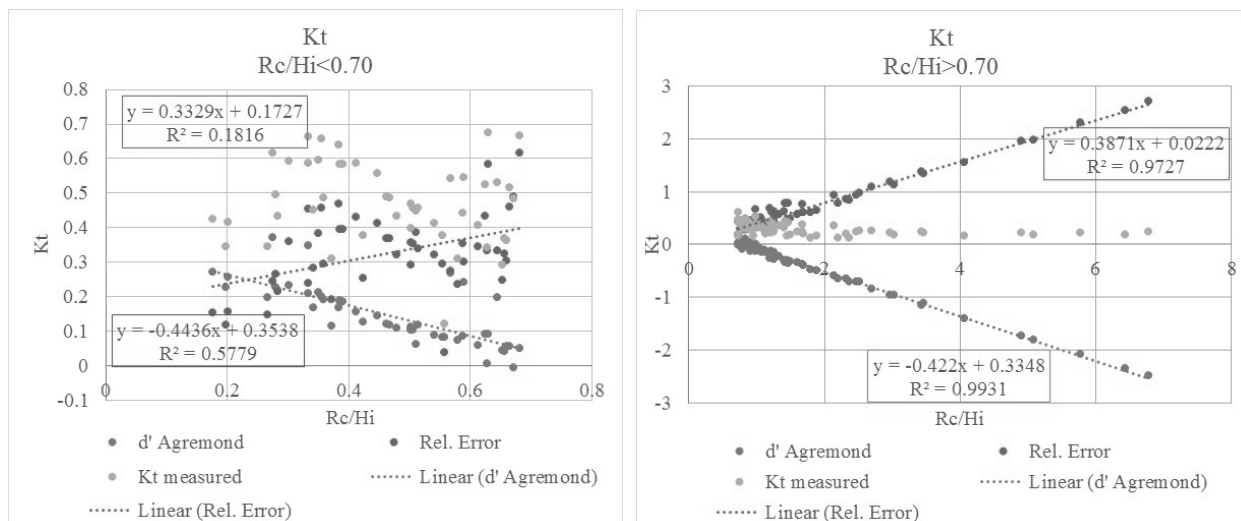 Kt
Rc/Hi<0.70
0.8
0.7
0.6
0.5
0.4
0.3
0.2
0.1
0
-0.1
Kt
y = 0.3329x + 0.1727
R² = 0.1816
y = -0.4436x + 0.3538
R² = 0.5779
0
0.2
0.4
0.6
0.8
Rc/Hi
d' Agremond
Rel. Error
Kt measured
Linear (d' Agremond)
Linear (Rel. Error)
Kt
Rc/Hi>0.70
3
2
1
0
-1
-2
-3
Kt
y = 0.3871x + 0.0222
R² = 0.9727
0
2
4
6
8
y = -0.422x + 0.3348
R² = 0.9931
Rc/Hi
d' Agremond
Rel. Error
Kt measured
Linear (d' Agremond)
Linear (Rel. Error)